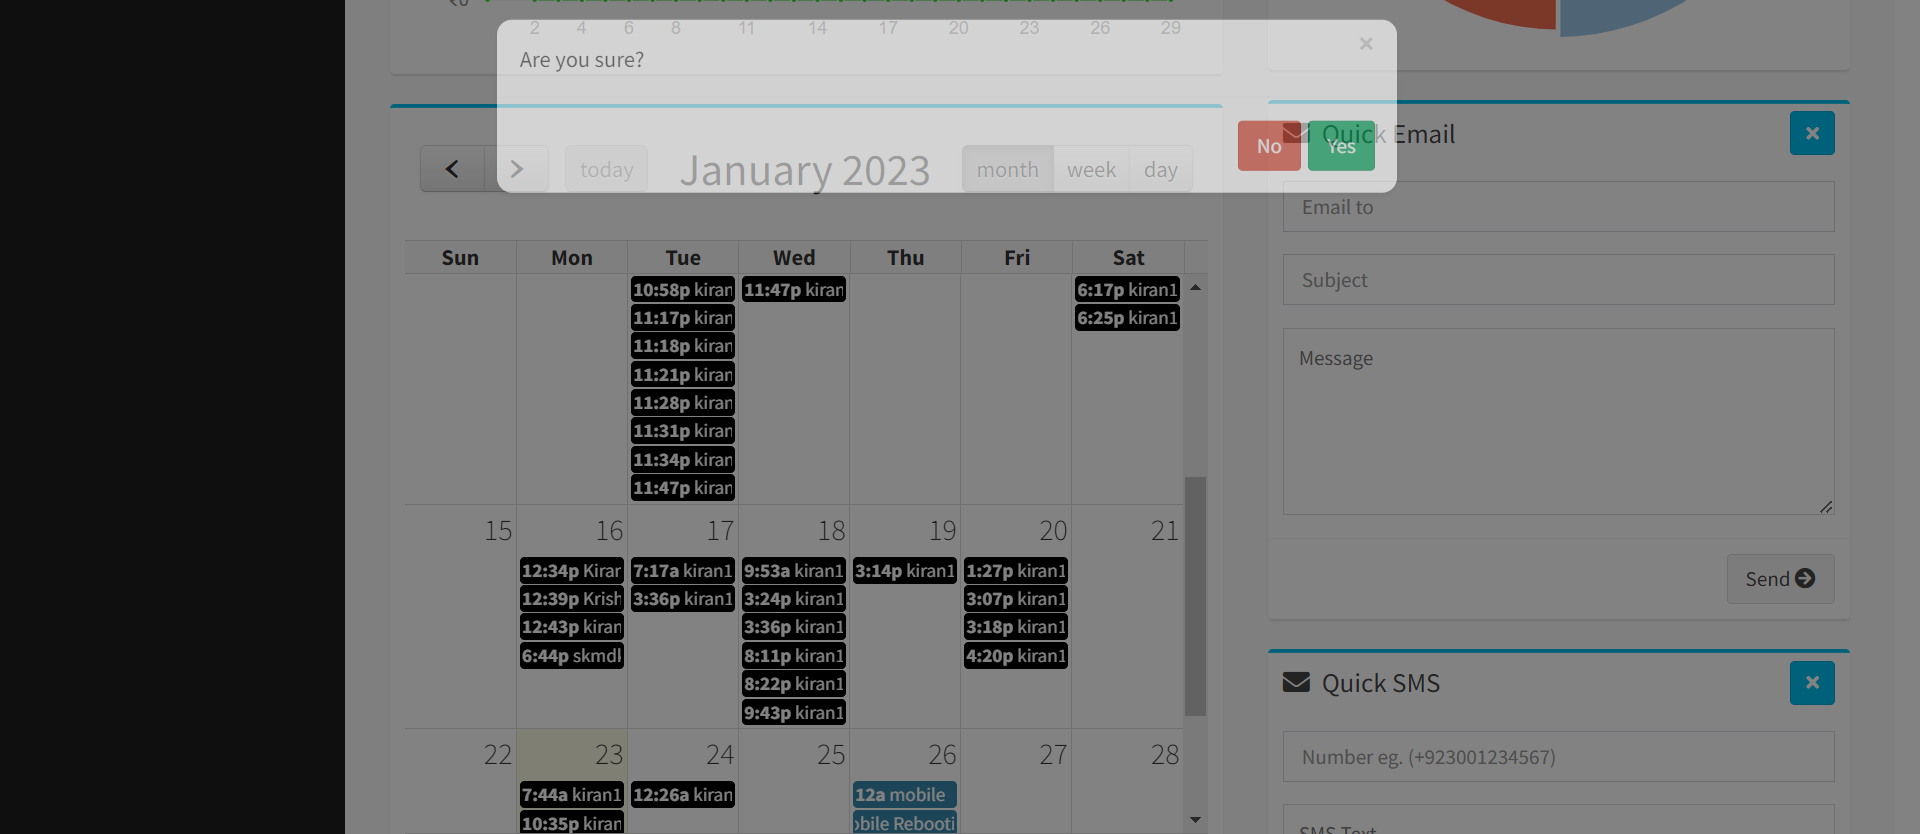 ₹0
2 4 6 8 11 14 17 20 23 26 29
Are you sure?
×
No Yes
today
January 2023
month week day
Sun Mon Tue Wed Thu Fri Sat
10:58p kiran
11:17p kiran
11:18p kiran
11:21p kiran
11:28p kiran
11:31p kiran
11:34p kiran
11:47p kiran
11:47p kiran
6:17p kiran1
6:25p kiran1
15 16 17 18 19 20 21
12:34p Kiran
12:39p Krish
12:43p kiran
6:44p skmd
7:17a kiran1
3:36p kiran1
9:53a kiran1
3:24p kiran1
3:36p kiran1
8:11p kiran1
8:22p kiran1
9:43p kiran1
3:14p kiran1
1:27p kiran1
3:07p kiran1
3:18p kiran1
4:20p kiran1
22 23 24 25 26 27 28
7:44a kiran1
10:35p kiran
12:26a kiran
12a mobile
obile Rebooti
Quick Email
Email to
Subject
Message
Send
Quick SMS
Number eg. (+923001234567)
SMS Text